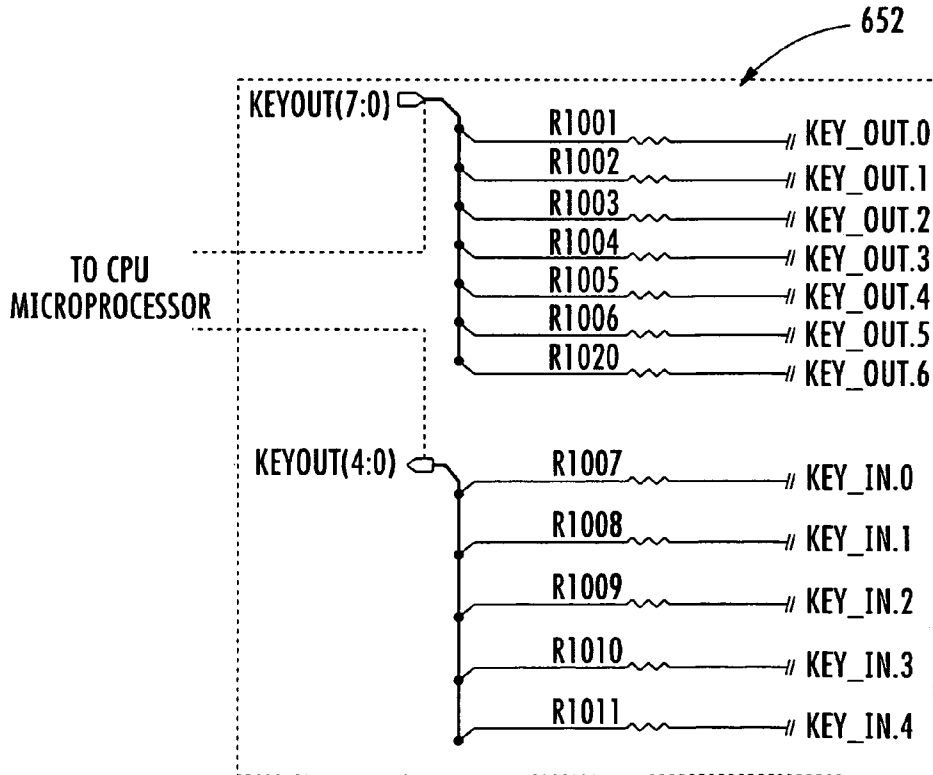 652
KEYOUT(7:0)
R1001 KEY_OUT.0
R1002 KEY_OUT.1
R1003 KEY_OUT.2
R1004 KEY_OUT.3
R1005 KEY_OUT.4
R1006 KEY_OUT.5
R1020 KEY_OUT.6
TO CPU
MICROPROCESSOR
KEYOUT(4:0)
R1007 KEY_IN.0
R1008 KEY_IN.1
R1009 KEY_IN.2
R1010 KEY_IN.3
R1011 KEY_IN.4